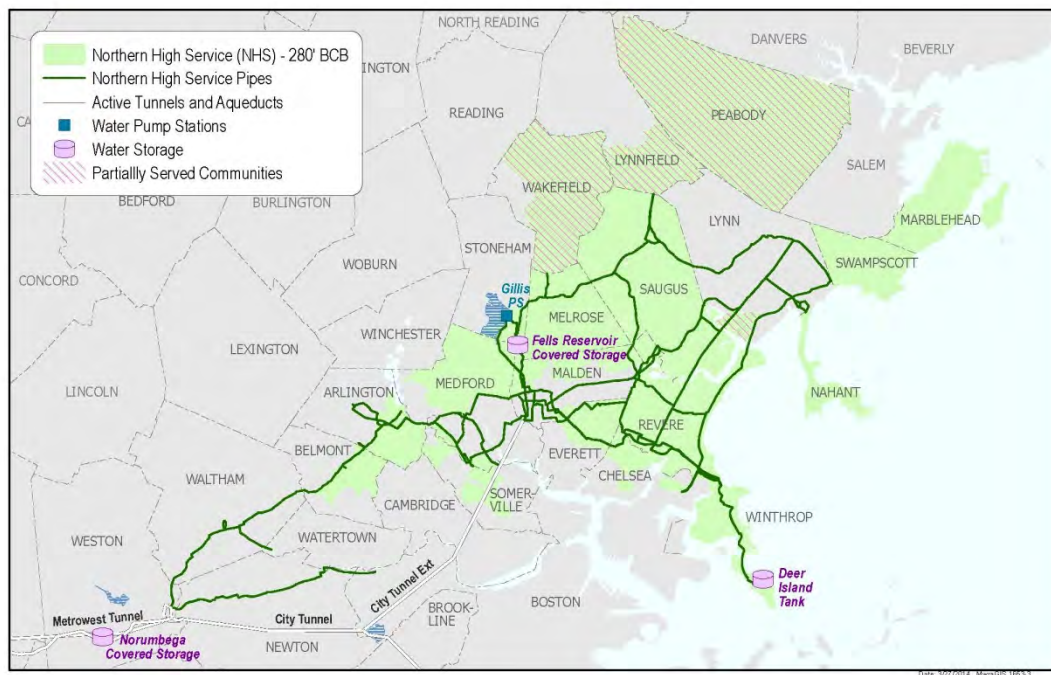 Northern High Service (NHS) - 280' BCB
Northern High Service Pipes
Active Tunnels and Aqueducts
Water Pump Stations
Water Storage
Partiallly Served Communities
NORTH READING
DANVERS
BEVERLY
INGTON
CA
READING
PEABODY
LYNNFIELD
SALEM
WAKEFIELD
BEDFORD
BURLINGTON
LYNN
MARBLEHEAD
STONEHAM
WOBURN
SWAMPSCOTT
CONCORD
Gillis
PS
SAUGUS
MELROSE
WINCHESTER
Fells Reservoir
Covered Storage
LEXINGTON
MALDEN
MEDFORD
LINCOLN
ARLINGTON
NAHANT
REVERE
BELMONT
EVERETT
CHELSEA
WALTHAM
SOMER-
VILLE
CAMBRIDGE
WINTHROP
WATERTOWN
WESTON
City Tunnel Ext
Deer
Island
Tank
BOSTON
BROOK-
LINE
Metrowest Tunnel
City Tunnel
Norumbega
Covered Storage
NEWTON